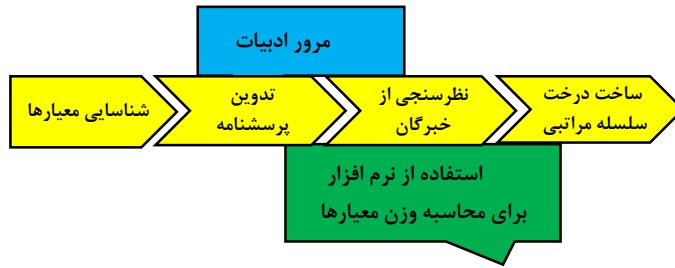 مرور ادبیات
شناسایی معیارها
تدوین
پرسشنامه
نظرسنجی از
خبرگان
ساخت درخت
سلسله مراتبی
استفاده از نرم افزار
برای محاسبه وزن معیارها